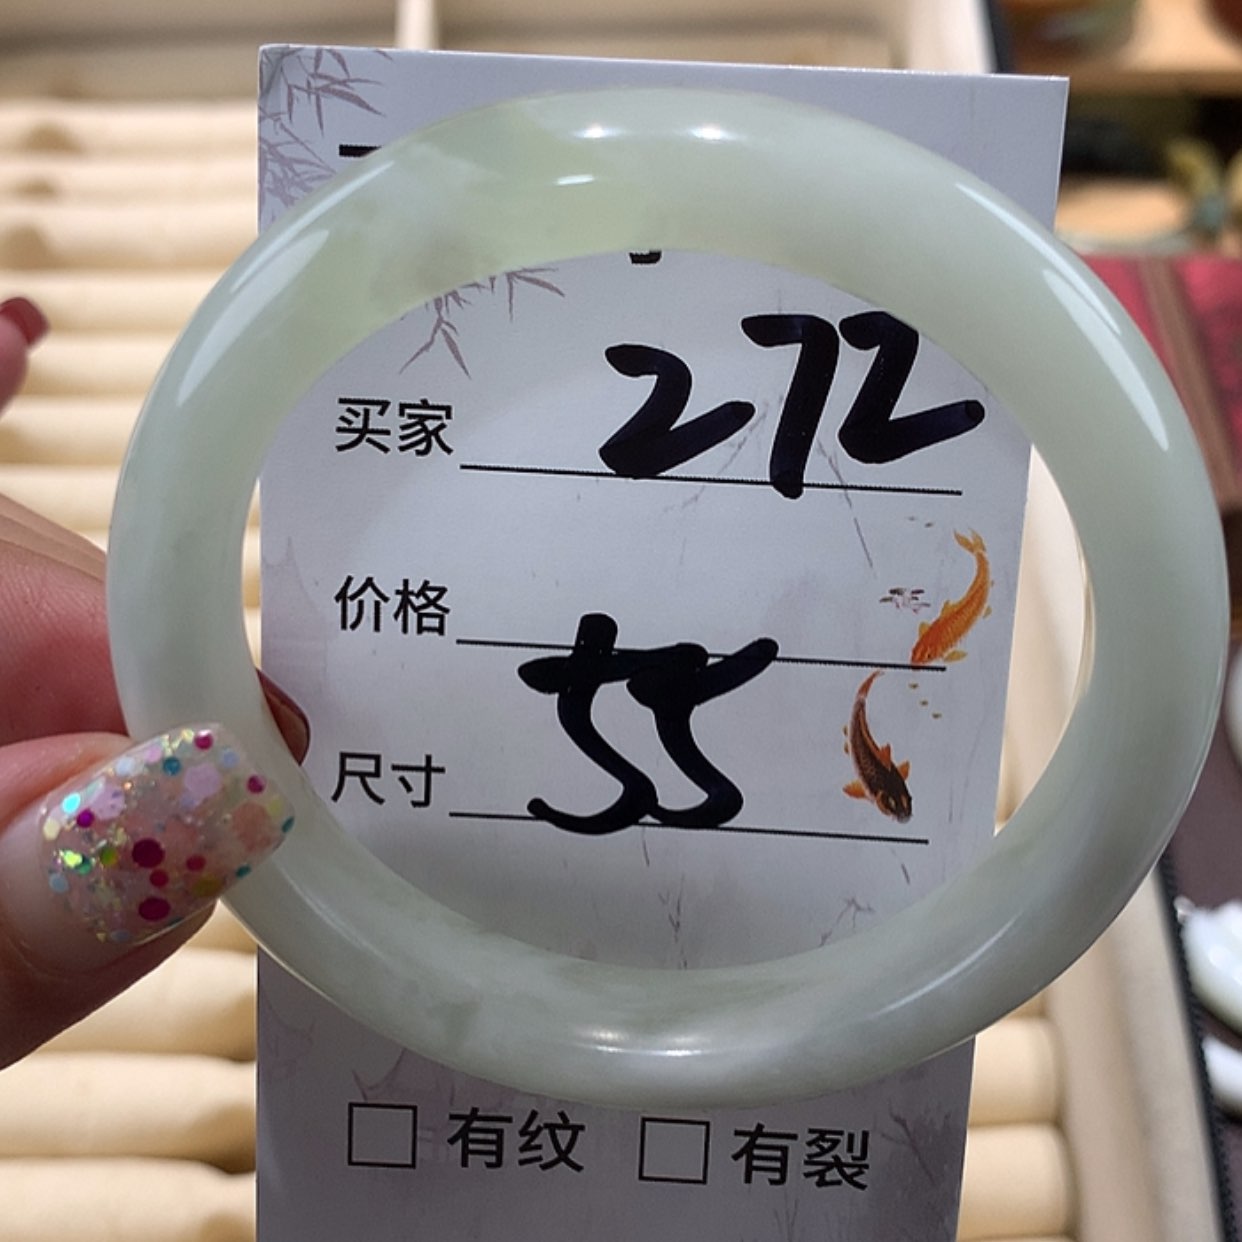 买家 272
价格
尺寸 55
有纹 有裂